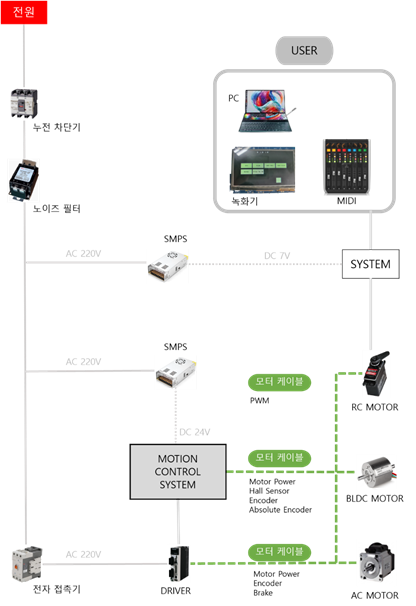 전원
USER
PC
누전 차단기
녹화기
MIDI
노이즈 필터
SMPS
AC 220V
DC 7V
SYSTEM
SMPS
AC 220V
모터 케이블
PWM
RC MOTOR
DC 24V
MOTION
CONTROL
SYSTEM
모터 케이블
Motor Power
Hall Sensor
Encoder
Absolute Encoder
BLDC MOTOR
AC 220V
모터 케이블
전자 접촉기
DRIVER
Motor Power
Encoder
Brake
AC MOTOR